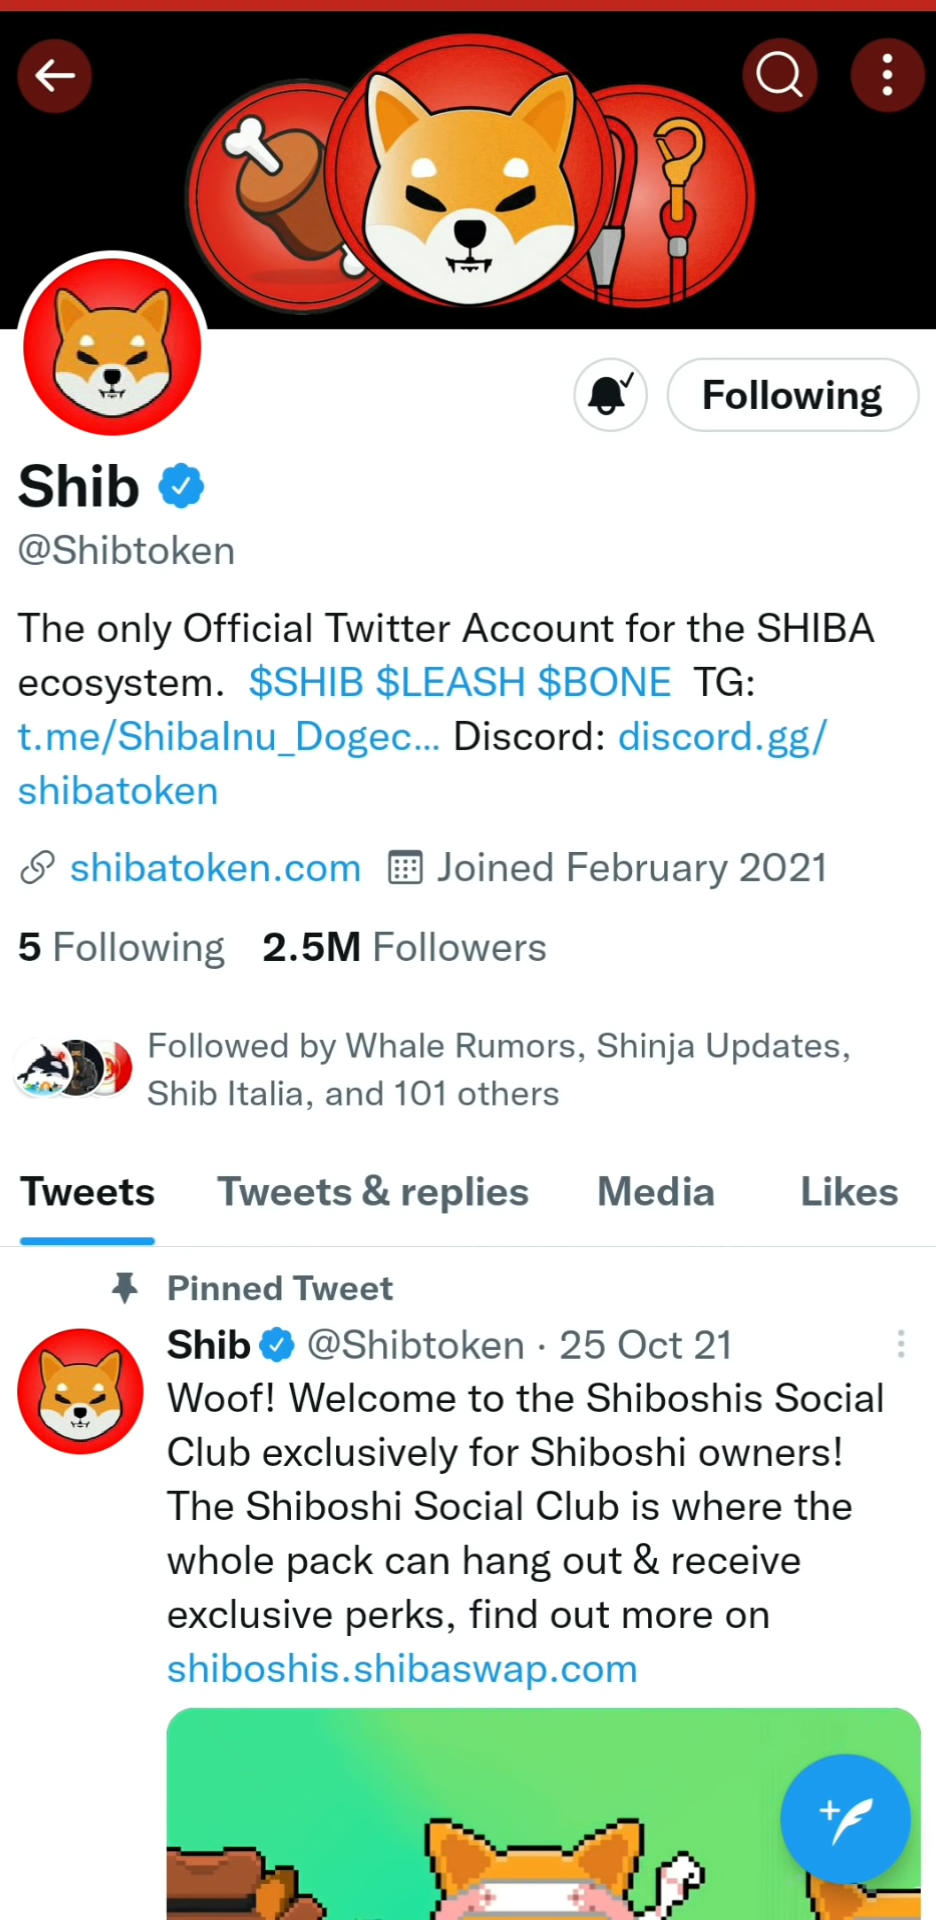 Following
Shib
@Shibtoken
The only Official Twitter Account for the SHIBA
ecosystem. $SHIB $LEASH $BONE TG:
t.me/ShibaInu_Dogec... Discord: discord.gg/
shibatoken
shibatoken.com Joined February 2021
5 Following 2.5M Followers
Followed by Whale Rumors, Shinja Updates,
Shib Italia, and 101 others
Tweets Tweets & replies Media Likes
Pinned Tweet
Shib @Shibtoken · 25 Oct 21
Woof! Welcome to the Shiboshis Social
Club exclusively for Shiboshi owners!
The Shiboshi Social Club is where the
whole pack can hang out & receive
exclusive perks, find out more on
shiboshis.shibaswap.com